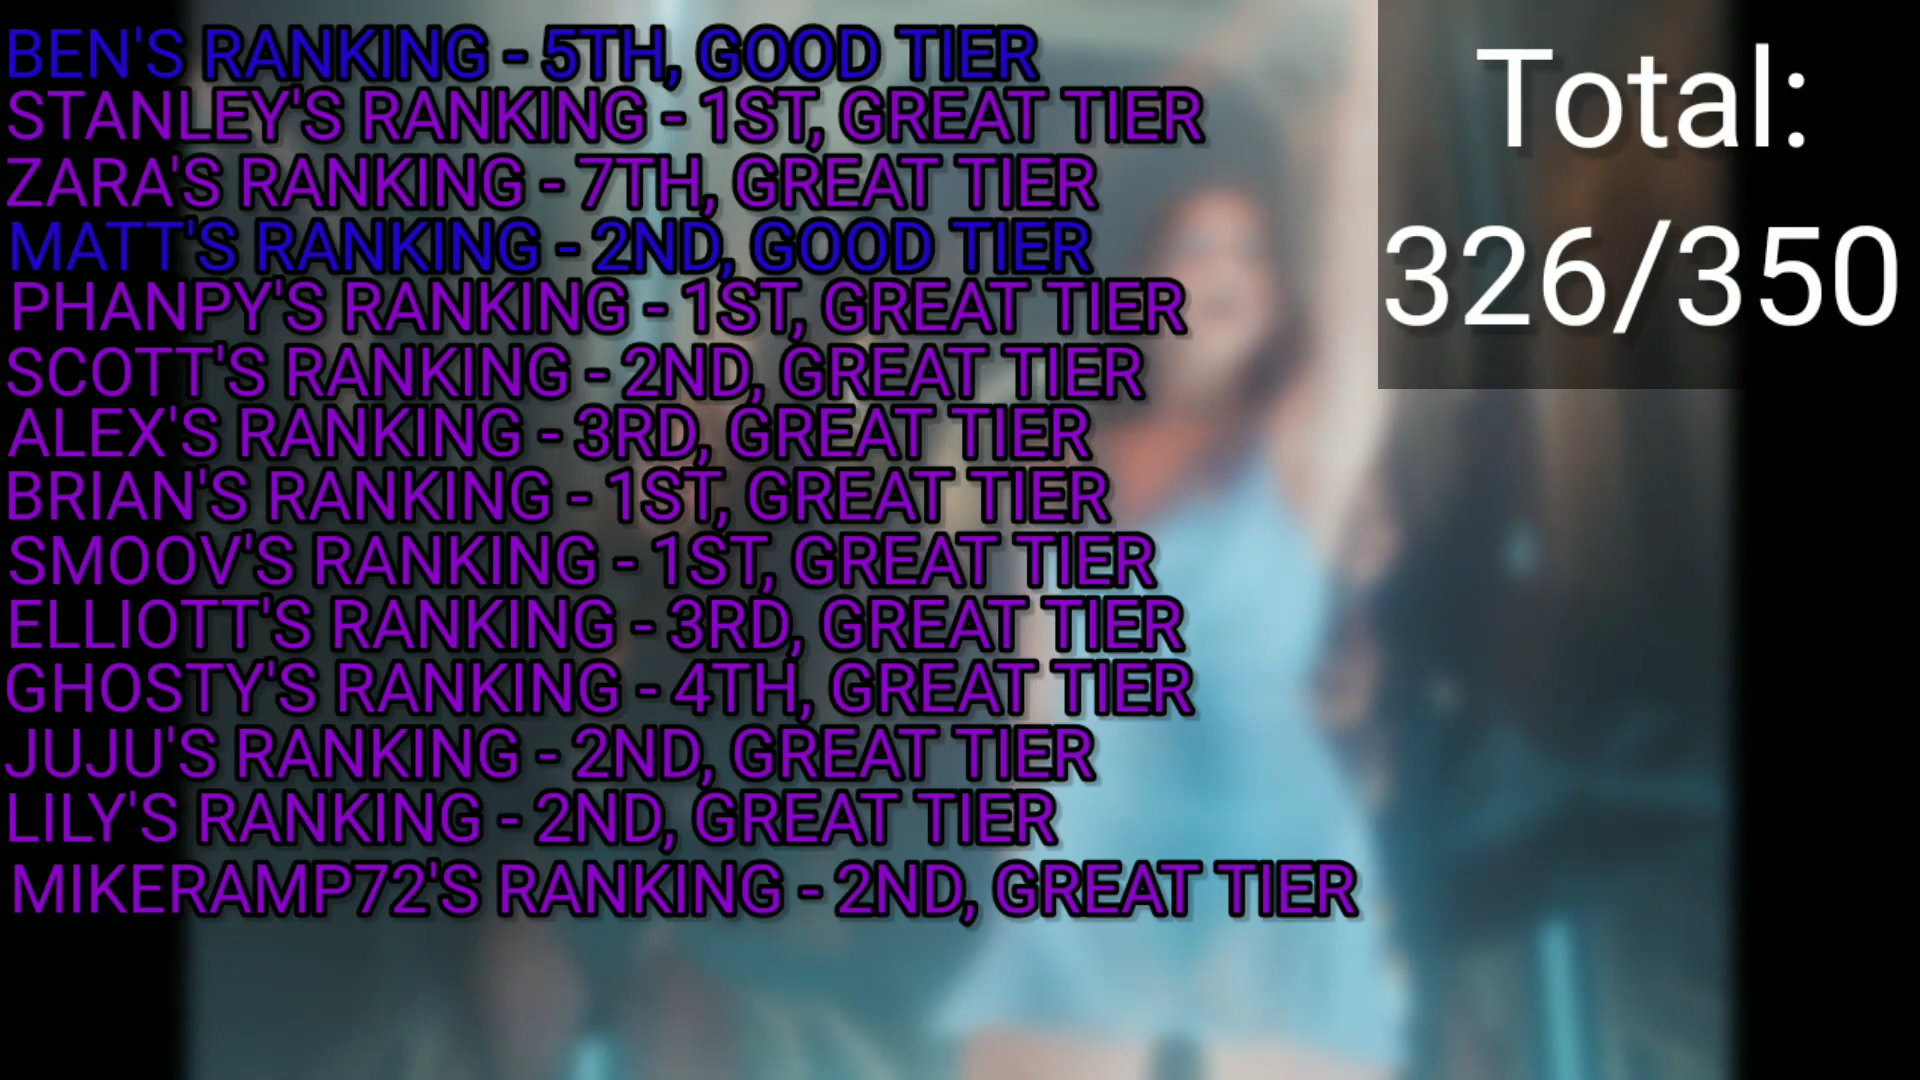 BEN'S RANKING - 5TH, GOOD TIER
STANLEY'S RANKING - 1ST, GREAT TIER
ZARA'S RANKING - 7TH, GREAT TIER
MATT'S RANKING - 2ND, GOOD TIER
PHANPY'S RANKING - 1ST, GREAT TIER
SCOTT'S RANKING - 2ND, GREAT TIER
ALEX'S RANKING - 3RD, GREAT TIER
BRIAN'S RANKING - 1ST, GREAT TIER
SMOOV'S RANKING - 1ST, GREAT TIER
ELLIOTT'S RANKING - 3RD, GREAT TIER
GHOSTY'S RANKING - 4TH, GREAT TIER
JUJU'S RANKING - 2ND, GREAT TIER
LILY'S RANKING - 2ND, GREAT TIER
MIKERAMP72'S RANKING - 2ND, GREAT TIER
Total:
326/350